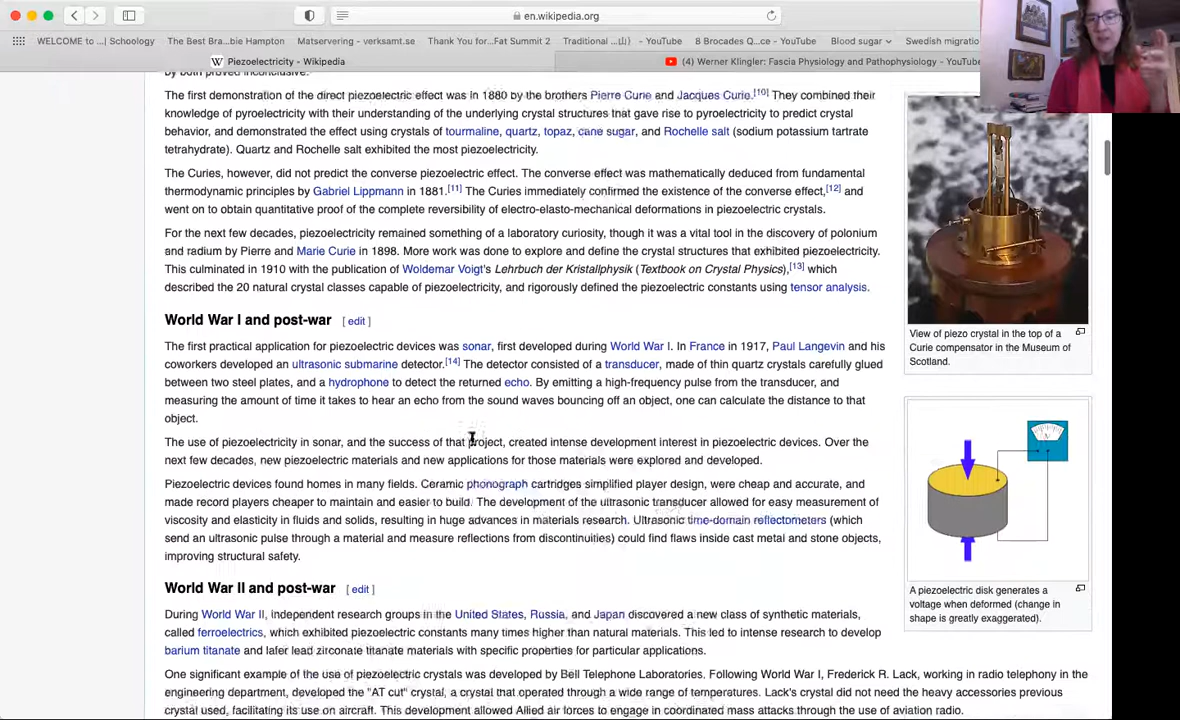 en.wikipedia.org
WELCOME to ... | Schoology
The Best Bra...bie Hampton
Matservering - verksamt.se
Thank You for...Fat Summit 2
Traditional ...(山) - YouTube
8 Brocades Q...ce - YouTube
Blood sugar
Swedish migratio
W Piezoelectricity - Wikipedia
(4) Werner Klingler: Fascia Physiology and Pathophysiology - YouTube
by both proved inconclusive.
The first demonstration of the direct piezoelectric effect was in 1880 by the brothers Pierre Curie and Jacques Curie.[10] They combined their
knowledge of pyroelectricity with their understanding of the underlying crystal structures that gave rise to pyroelectricity to predict crystal
behavior, and demonstrated the effect using crystals of tourmaline, quartz, topaz, cane sugar, and Rochelle salt (sodium potassium tartrate
tetrahydrate). Quartz and Rochelle salt exhibited the most piezoelectricity.
The Curies, however, did not predict the converse piezoelectric effect. The converse effect was mathematically deduced from fundamental
thermodynamic principles by Gabriel Lippmann in 1881.[11] The Curies immediately confirmed the existence of the converse effect,[12] and
went on to obtain quantitative proof of the complete reversibility of electro-elasto-mechanical deformations in piezoelectric crystals.
For the next few decades, piezoelectricity remained something of a laboratory curiosity, though it was a vital tool in the discovery of polonium
and radium by Pierre and Marie Curie in 1898. More work was done to explore and define the crystal structures that exhibited piezoelectricity.
This culminated in 1910 with the publication of Woldemar Voigt's Lehrbuch der Kristallphysik (Textbook on Crystal Physics),[13] which
described the 20 natural crystal classes capable of piezoelectricity, and rigorously defined the piezoelectric constants using tensor analysis.
View of piezo crystal in the top of a
Curie compensator in the Museum of
Scotland.
World War I and post-war [ edit ]
The first practical application for piezoelectric devices was sonar, first developed during World War I. In France in 1917, Paul Langevin and his
coworkers developed an ultrasonic submarine detector.[14] The detector consisted of a transducer, made of thin quartz crystals carefully glued
between two steel plates, and a hydrophone to detect the returned echo. By emitting a high-frequency pulse from the transducer, and
measuring the amount of time it takes to hear an echo from the sound waves bouncing off an object, one can calculate the distance to that
object.
The use of piezoelectricity in sonar, and the success of that project, created intense development interest in piezoelectric devices. Over the
next few decades, new piezoelectric materials and new applications for those materials were explored and developed.
Piezoelectric devices found homes in many fields. Ceramic phonograph cartridges simplified player design, were cheap and accurate, and
made record players cheaper to maintain and easier to build. The development of the ultrasonic transducer allowed for easy measurement of
viscosity and elasticity in fluids and solids, resulting in huge advances in materials research. Ultrasonic time-domain reflectometers (which
send an ultrasonic pulse through a material and measure reflections from discontinuities) could find flaws inside cast metal and stone objects,
improving structural safety.
A piezoelectric disk generates a
voltage when deformed (change in
shape is greatly exaggerated).
World War II and post-war [ edit ]
During World War II, independent research groups in the United States, Russia, and Japan discovered a new class of synthetic materials,
called ferroelectrics, which exhibited piezoelectric constants many times higher than natural materials. This led to intense research to develop
barium titanate and later lead zirconate titanate materials with specific properties for particular applications.
One significant example of the use of piezoelectric crystals was developed by Bell Telephone Laboratories. Following World War I, Frederick R. Lack, working in radio telephony in the
engineering department, developed the "AT cut" crystal, a crystal that operated through a wide range of temperatures. Lack's crystal did not need the heavy accessories previous
crystal used, facilitating its use on aircraft. This development allowed Allied air forces to engage in coordinated mass attacks through the use of aviation radio.